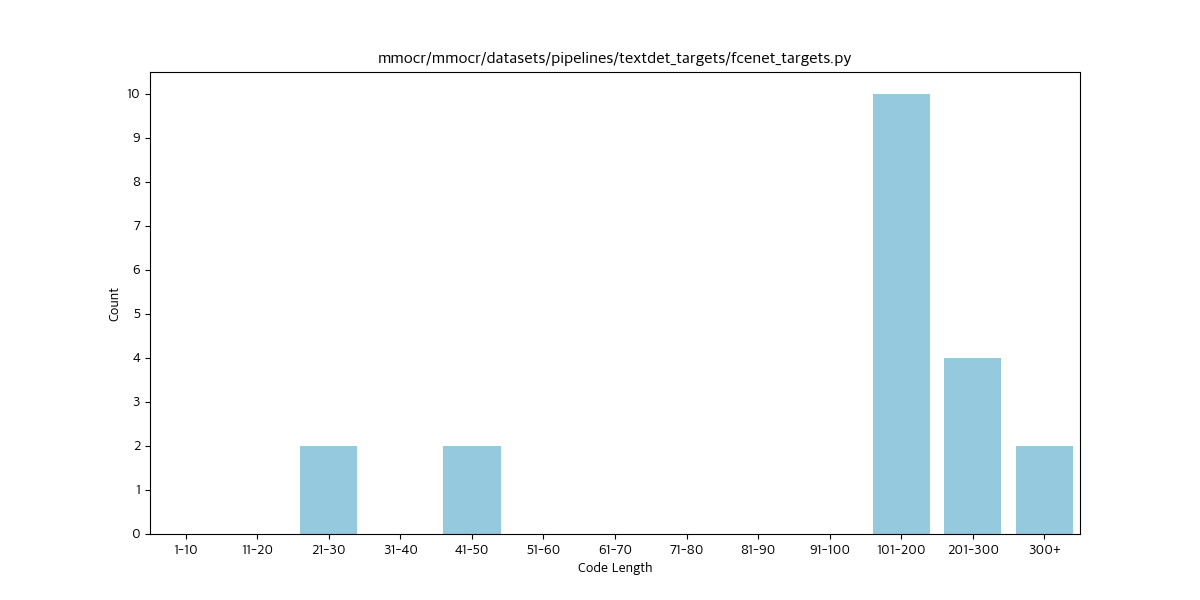 mmocr/mmocr/datasets/pipelines/textdet_targets/fcenet_targets.py
10
9
8
7
6
5
4
3
2
1
0
Count
1-10 11-20 21-30 31-40 41-50 51-60 61-70 71-80 81-90 91-100 101-200 201-300 300+
Code Length